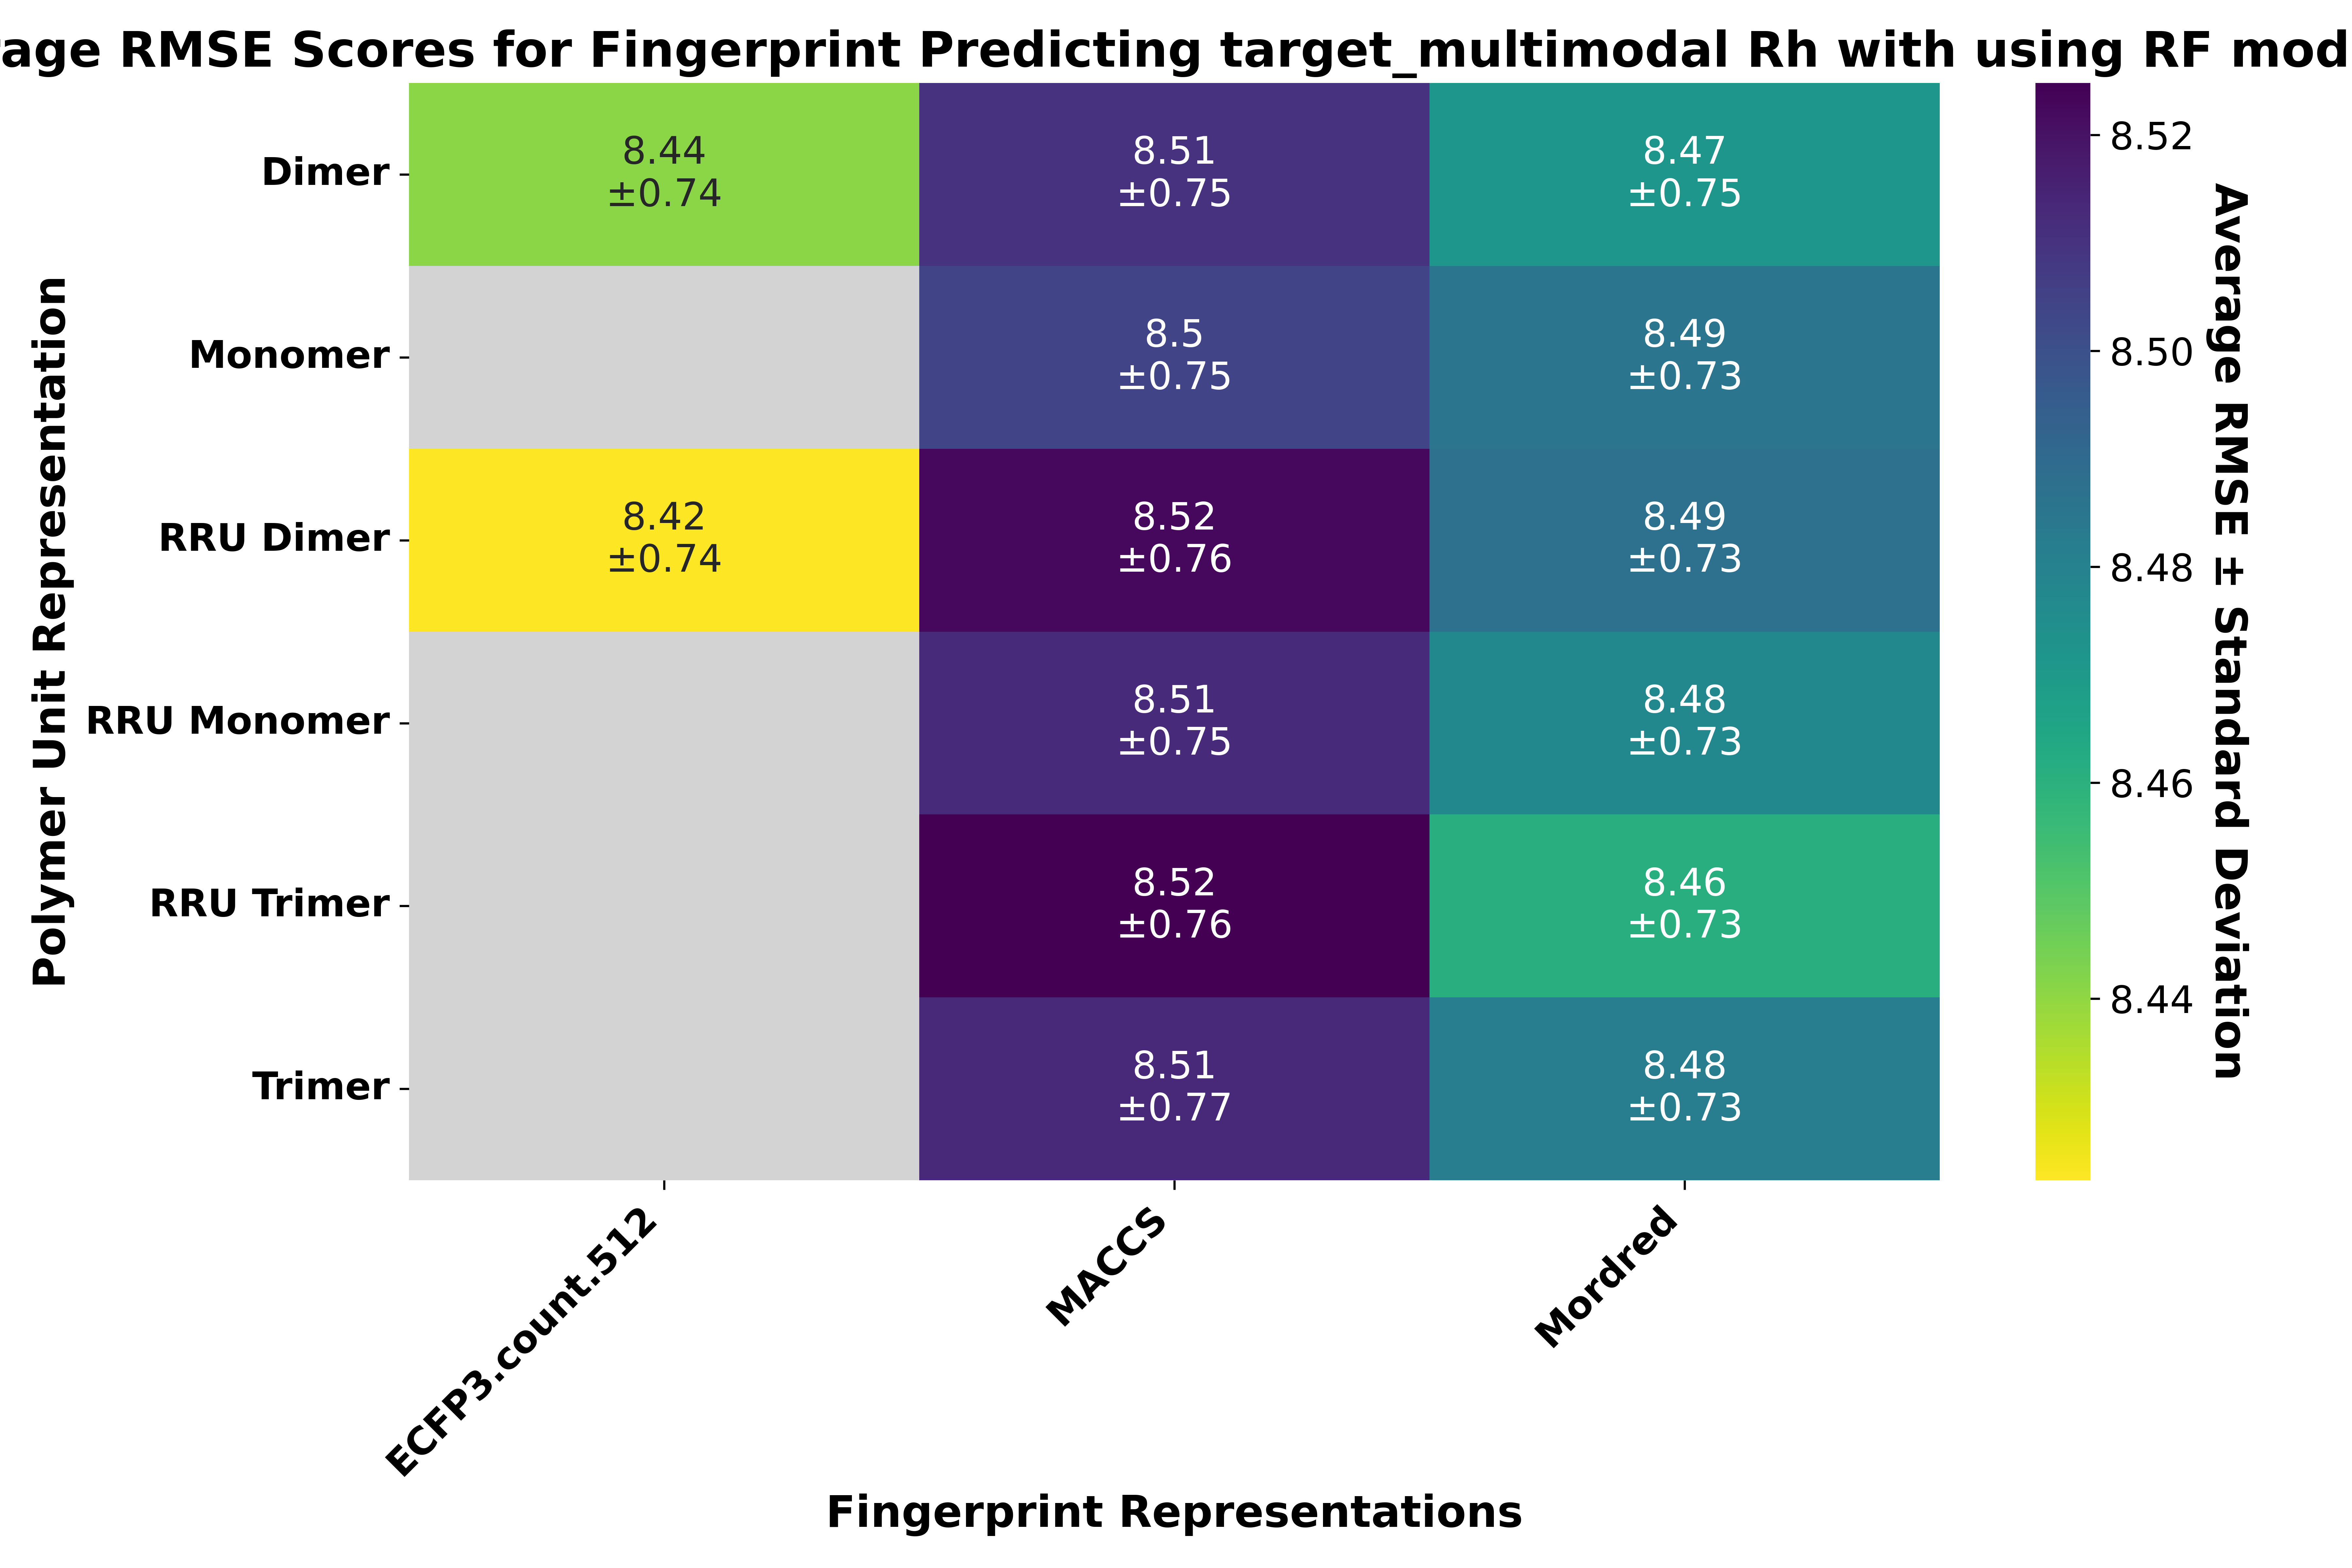 age RMSE Scores for Fingerprint Predicting target_multimodal Rh with using RF mod
Polymer Unit Representation
Dimer
Monomer
RRU Dimer
RRU Monomer
RRU Trimer
Trimer
8.44
±0.74
8.51
±0.75
8.47
±0.75
8.5
±0.75
8.49
±0.73
8.42
±0.74
8.52
±0.76
8.49
±0.73
8.51
±0.75
8.48
±0.73
8.52
±0.76
8.46
±0.73
8.51
±0.77
8.48
±0.73
ECFP3.count.512
MACCS
Mordred
Fingerprint Representations
8.52
8.50
8.48
8.46
8.44
Average RMSE ± Standard Deviation